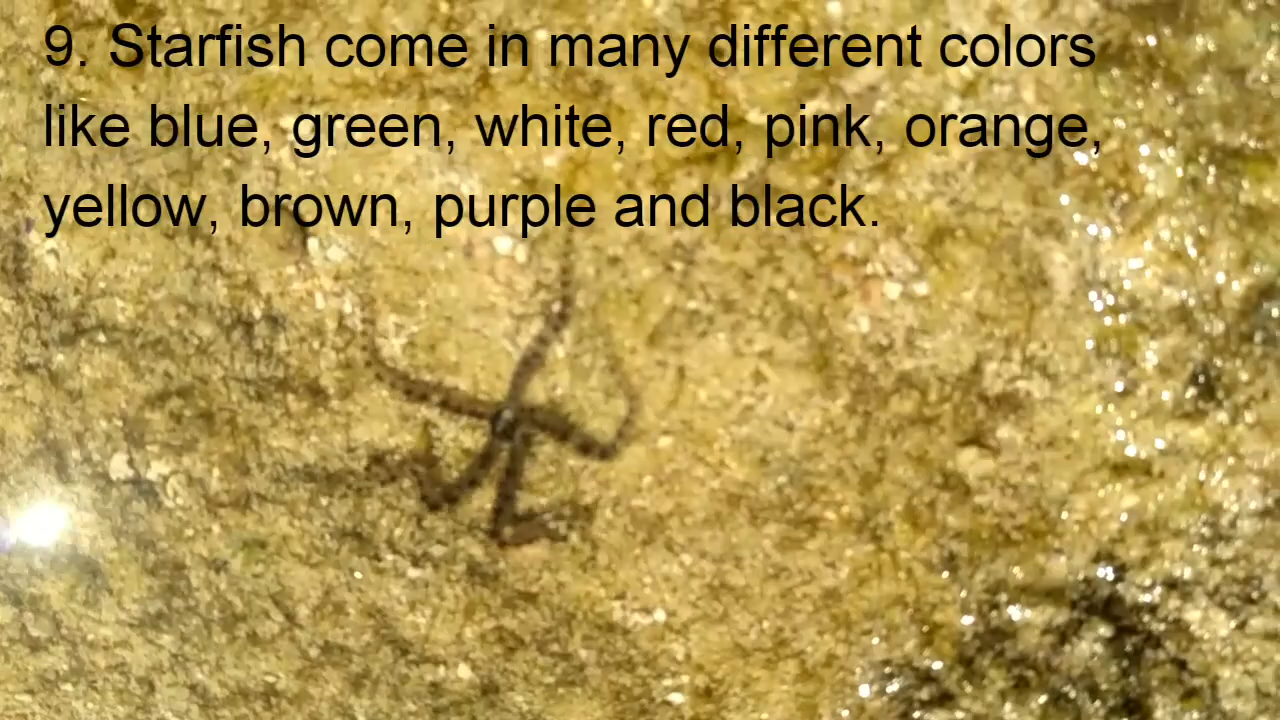 9. Starfish come in many different colors
like blue, green, white, red, pink, orange,
yellow, brown, purple and black.